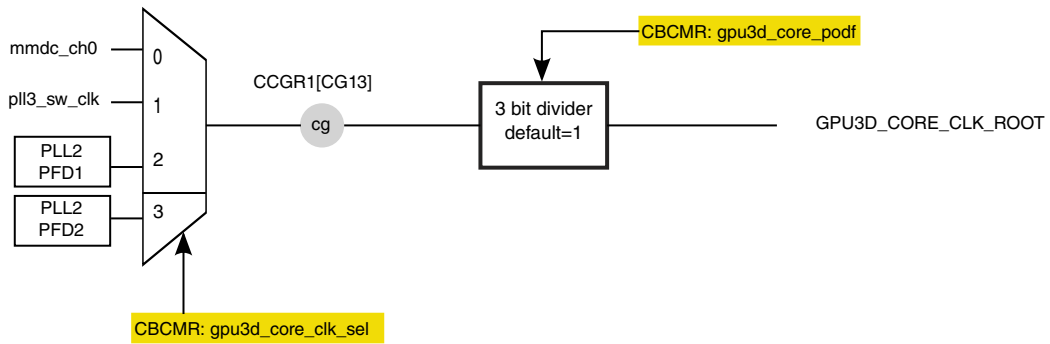 mmdc_ch0
0
CBCMR: gpu3d_core_podf
CCGR1[CG13]
pll3_sw_clk
1
cg
3 bit divider
default=1
GPU3D_CORE_CLK_ROOT
PLL2
PFD1
2
PLL2
PFD2
3
CBCMR: gpu3d_core_clk_sel